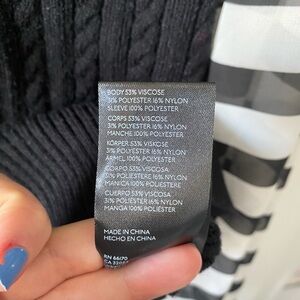 BODY 53% VISCOSE
31% POLYESTER 16% NYLON
SLEEVE 100% POLYESTER
CORPS 53% VISCOSE
31% POLYESTER 16% NYLON
MANCHE 100% POLYESTER
KÖRPER 53% VISKOSE
31% POLYESTER 16% NYLON
ÄRMEL 100% POLYESTER
CORPO 53% VISCOSA
31% POLIESTERE 16% NYLON
MANICA 100% POLIESTERE
CUERPO 53% VISCOSA
31% POLIÉSTER 16% NYLON
MANGA 100% POLIÉSTER
MADE IN CHINA
HECHO EN CHINA
RN 66170